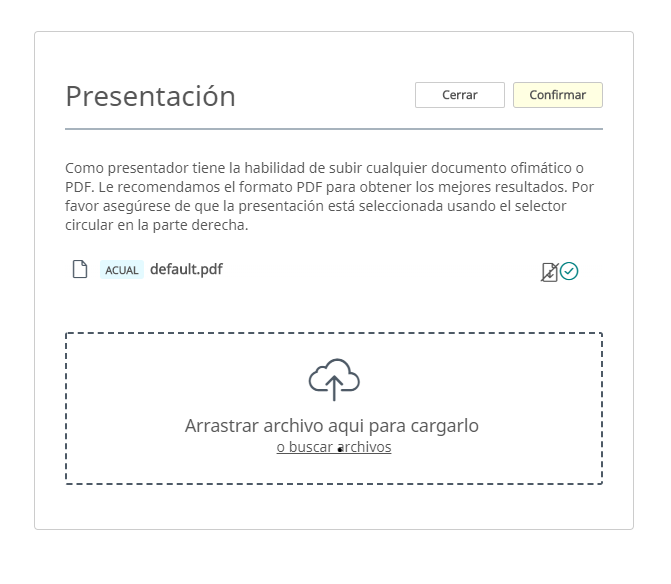 Presentación
Cerrar
Confirmar
Como presentador tiene la habilidad de subir cualquier documento ofimático o
PDF. Le recomendamos el formato PDF para obtener los mejores resultados. Por
favor asegúrese de que la presentación está seleccionada usando el selector
circular en la parte derecha.
ACUAL default.pdf
Arrastrar archivo aqui para cargarlo
o buscar archivos